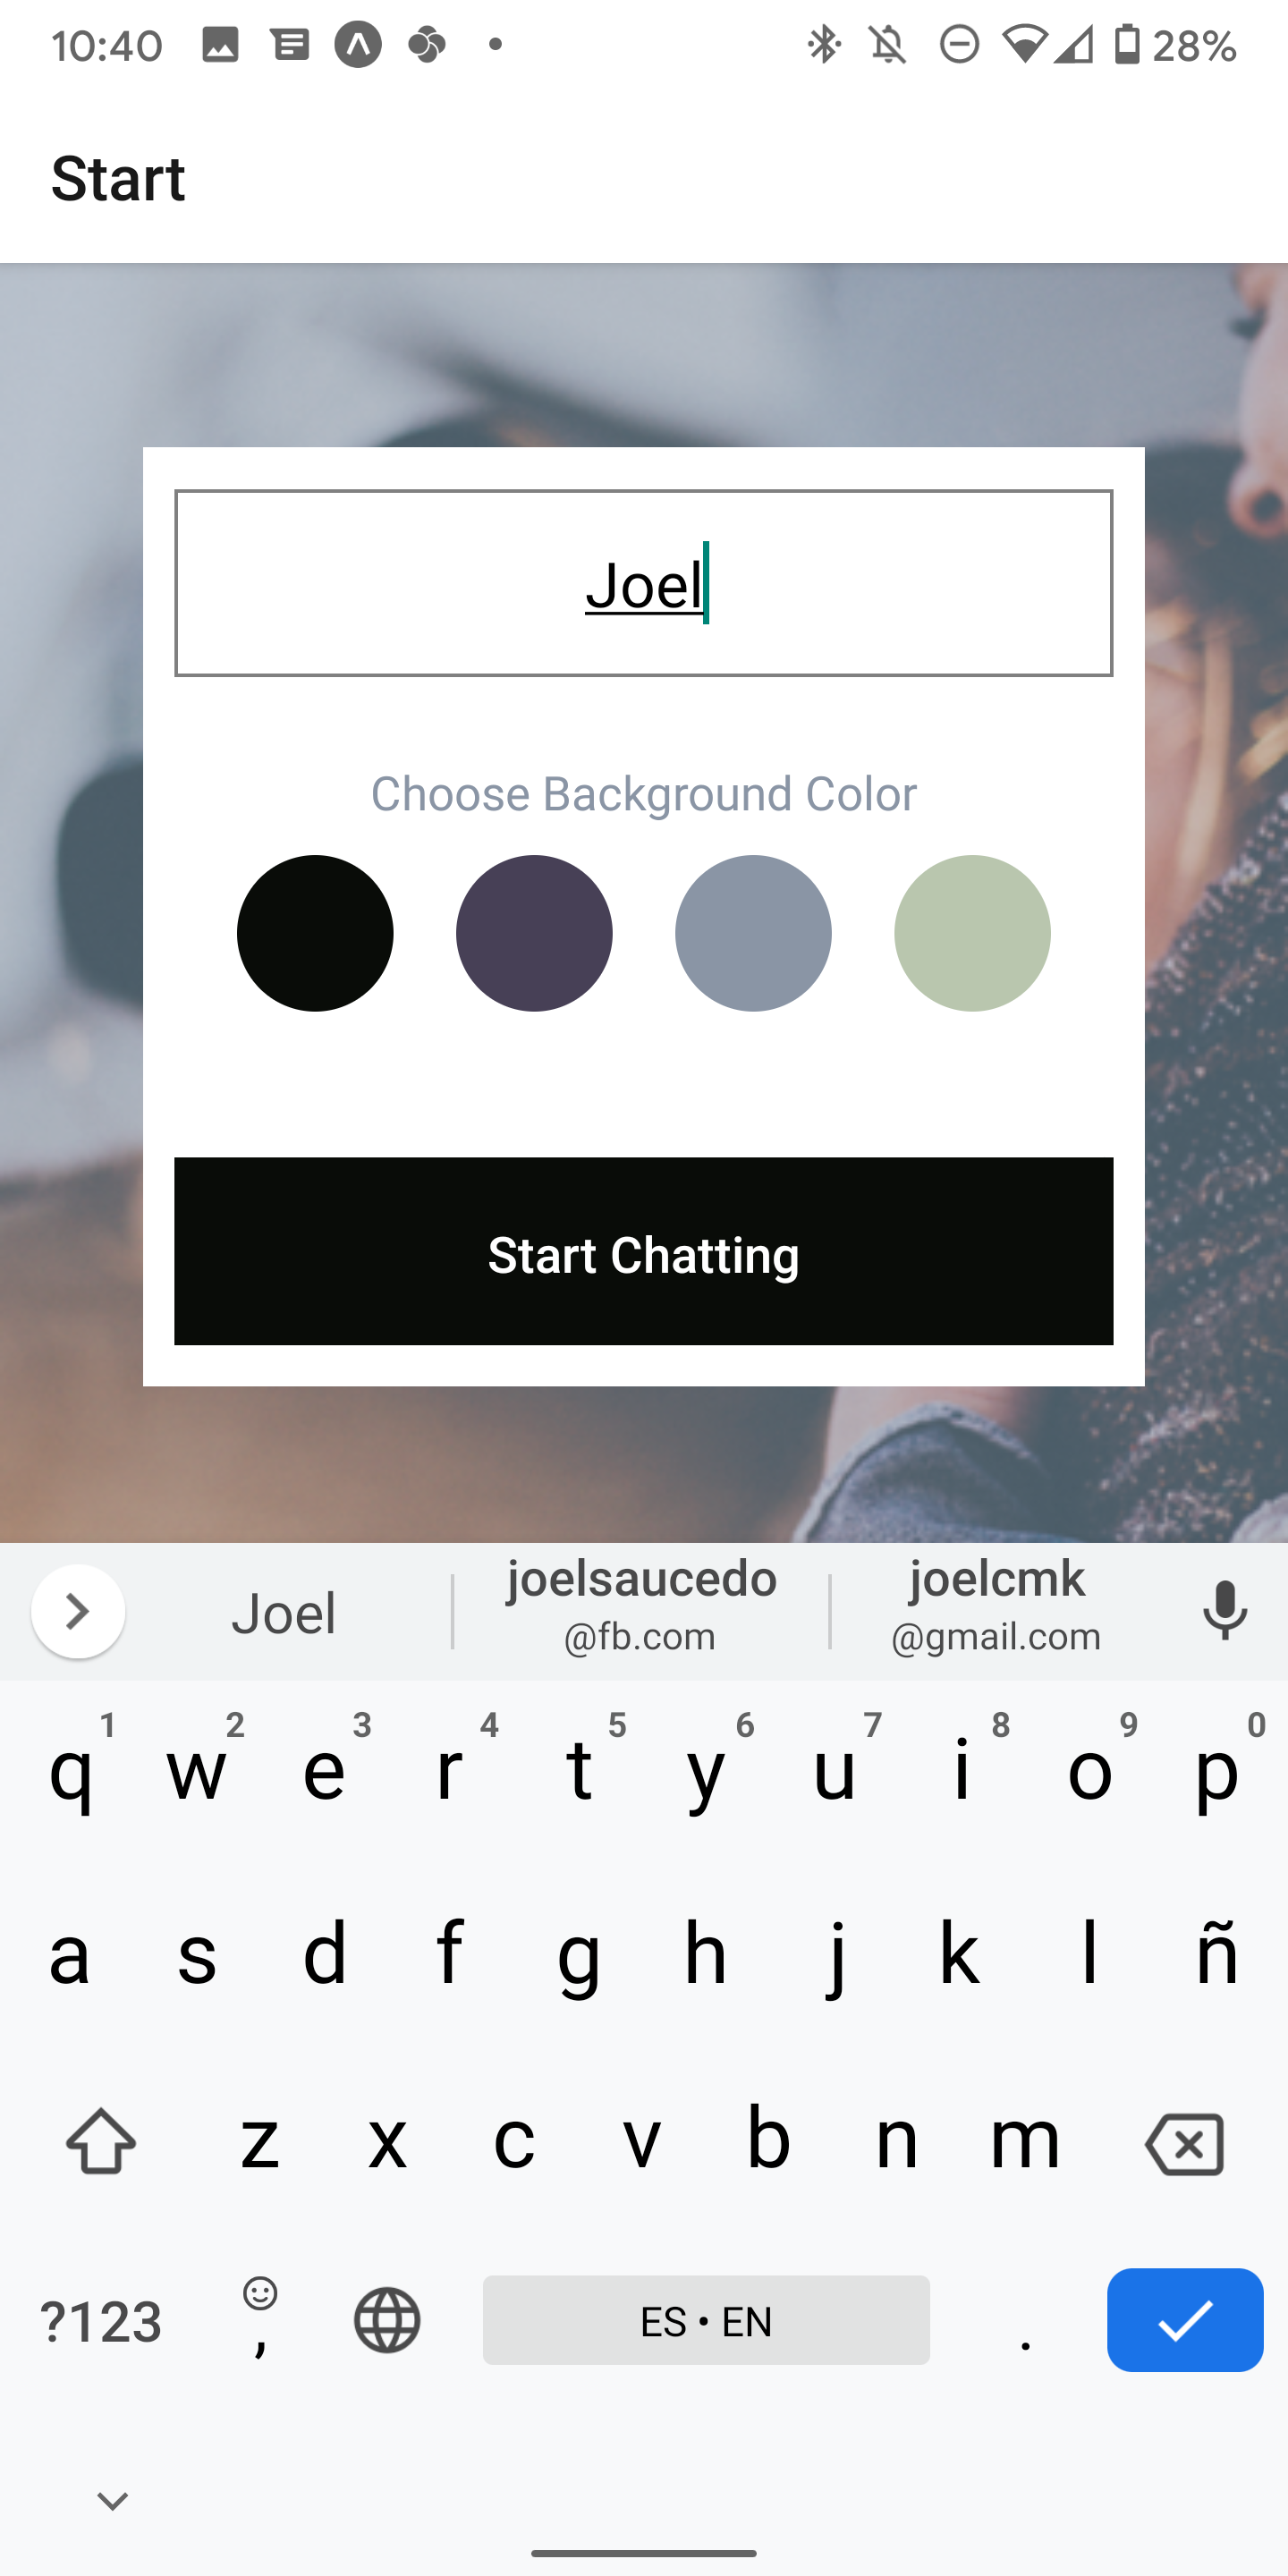 10:40 28%
Start
Joel
Choose Background Color
Start Chatting
Joel joelsaucedo joelcmk
@fb.com @gmail.com
1 2 3 4 5 6 7 8 9 0
q w e r t y u i o p
a s d f g h j k l ñ
z x c v b n m
?123 , ES • EN .